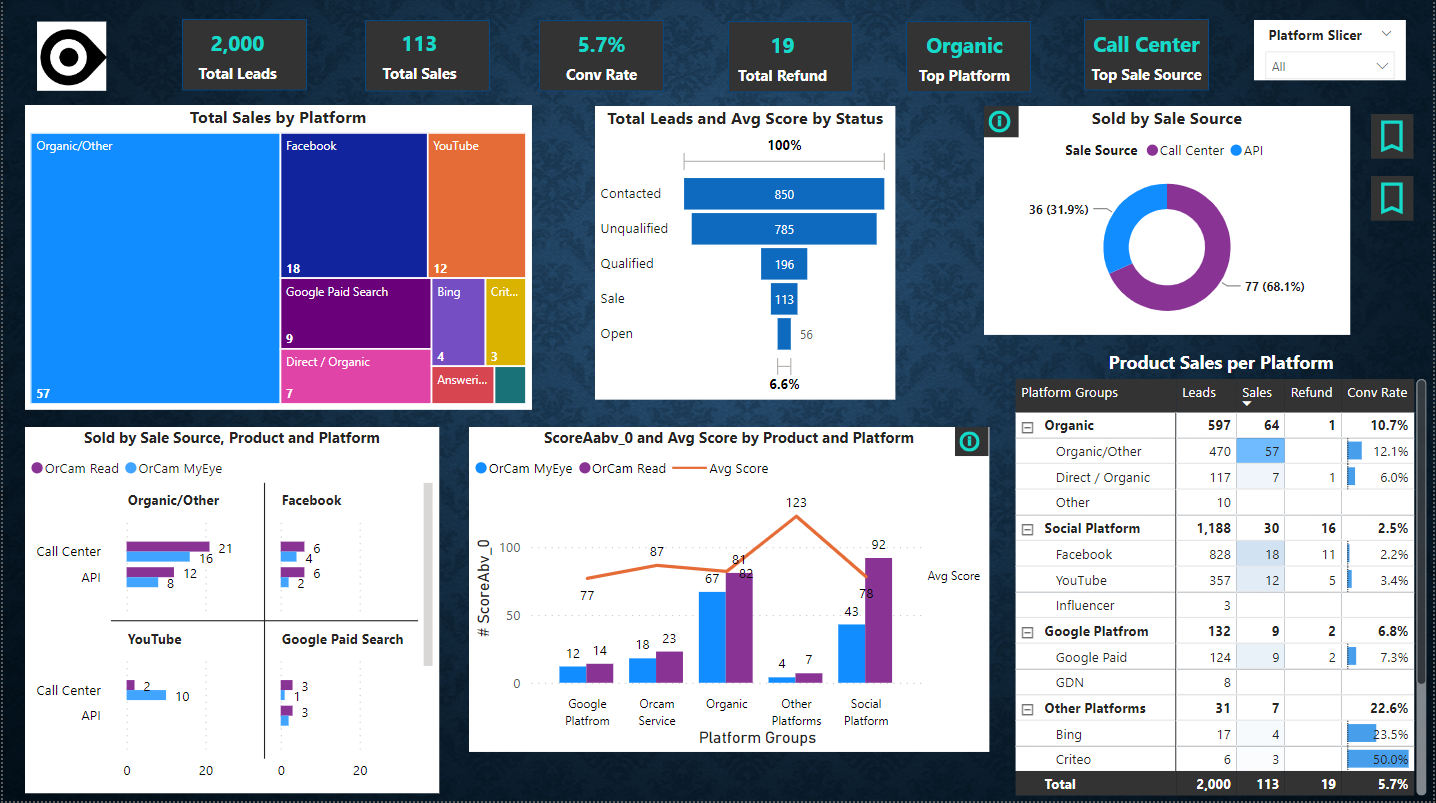 2,000
Total Leads
113
Total Sales
5.7%
Conv Rate
19
Total Refund
Organic
Top Platform
Call Center
Top Sale Source
Platform Slicer
All
Total Sales by Platform
Organic/Other
57
Facebook
18
YouTube
12
Google Paid Search
9
Direct / Organic
7
Bing
4
Crit...
3
Answeri...
Total Leads and Avg Score by Status
100%
Contacted 850
Unqualified 785
Qualified 196
Sale 113
Open 56
6.6%
Sold by Sale Source
Sale Source Call Center API
36 (31.9%)
77 (68.1%)
Sold by Sale Source, Product and Platform
OrCam Read OrCam MyEye
Organic/Other Facebook
Call Center 21 16 6 4
API 12 8 6 2
YouTube Google Paid Search
Call Center 2 10 3 1
API 3
0 20 0 20
ScoreAabv_0 and Avg Score by Product and Platform
OrCam MyEye OrCam Read Avg Score
# ScoreAbv_0
100
50
0
77 87 82 123 78
12 14 18 23 67 81 4 7 43 92
Avg Score
Google Platfrom
Orcam Service
Organic
Other Platforms
Social Platform
Platform Groups
Product Sales per Platform
Platform Groups Leads Sales Refund Conv Rate
Organic 597 64 1 10.7%
Organic/Other 470 57 12.1%
Direct / Organic 117 7 1 6.0%
Other 10
Social Platform 1,188 30 16 2.5%
Facebook 828 18 11 2.2%
YouTube 357 12 5 3.4%
Influencer 3
Google Platfrom 132 9 2 6.8%
Google Paid 124 9 2 7.3%
GDN 8
Other Platforms 31 7 22.6%
Bing 17 4 23.5%
Criteo 6 3 50.0%
Total 2,000 113 19 5.7%